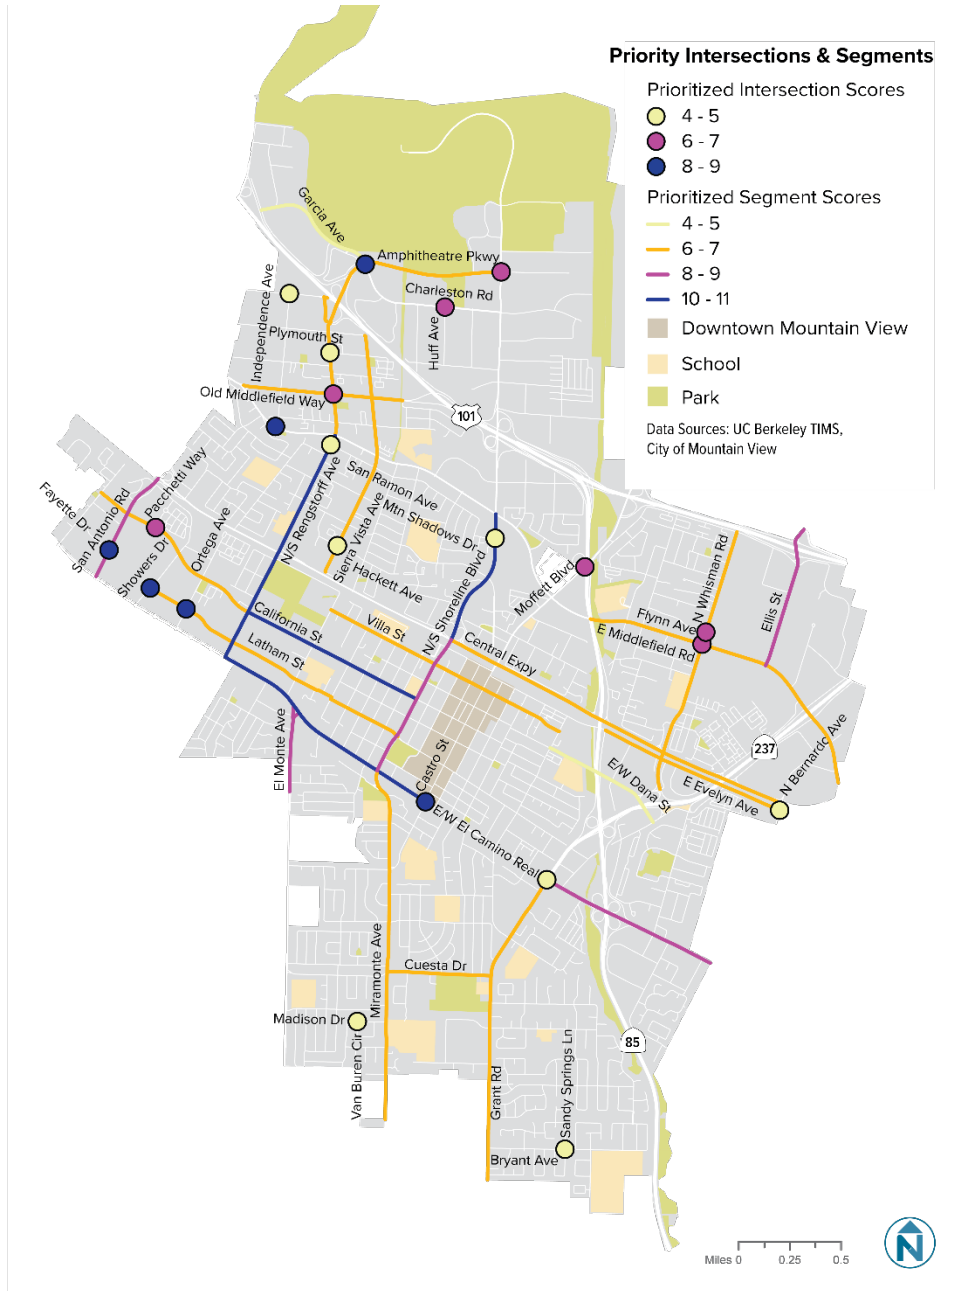 Priority Intersections & Segments
Prioritized Intersection Scores
4 - 5
6 - 7
8 - 9
Prioritized Segment Scores
4 - 5
6 - 7
8 - 9
10 - 11
Downtown Mountain View
School
Park
Data Sources: UC Berkeley TIMS,
City of Mountain View
Garcia Ave
Amphitheatre Pkwy
Charleston Rd
Independence Ave
Huff Ave
Plymouth St
Old Middlefield Way
101
San Ramon Ave
Mtn Shadows Dr
Pacchetti Way
Fayette Dr
San Antonio Rd
Showers Dr
Ortega Ave
N/S Rengstorff Ave
Sierra Vista Ave
Hackett Ave
N/S Shoreline Blvd
Moffett Blvd
N Whisman Rd
Ellis St
Flynn Ave
E Middlefield Rd
California St
Villa St
Central Expy
Latham St
El Monte Ave
Castro St
237
N Bernardo Ave
E Evelyn Ave
E/W Dana St
E/W El Camino Real
Miramonte Ave
Cuesta Dr
Madison Dr
Van Buren Cir
Grant Rd
Sandy Springs Ln
85
Bryant Ave
Miles 0 0.25 0.5
N